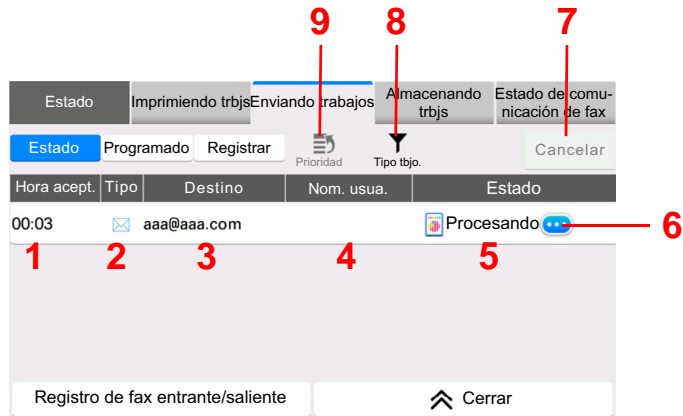 9 8 7
Estado
Imprimiendo trbjs
Enviando trabajos
Almacenando
trbjs
Estado de comu-
nicación de fax
Estado Programado Registrar Prioridad Tipo tbjo. Cancelar
Hora acept. Tipo Destino Nom. usua. Estado
00:03 aaa@aaa.com Procesando 6
1 2 3 4 5
Registro de fax entrante/saliente Cerrar